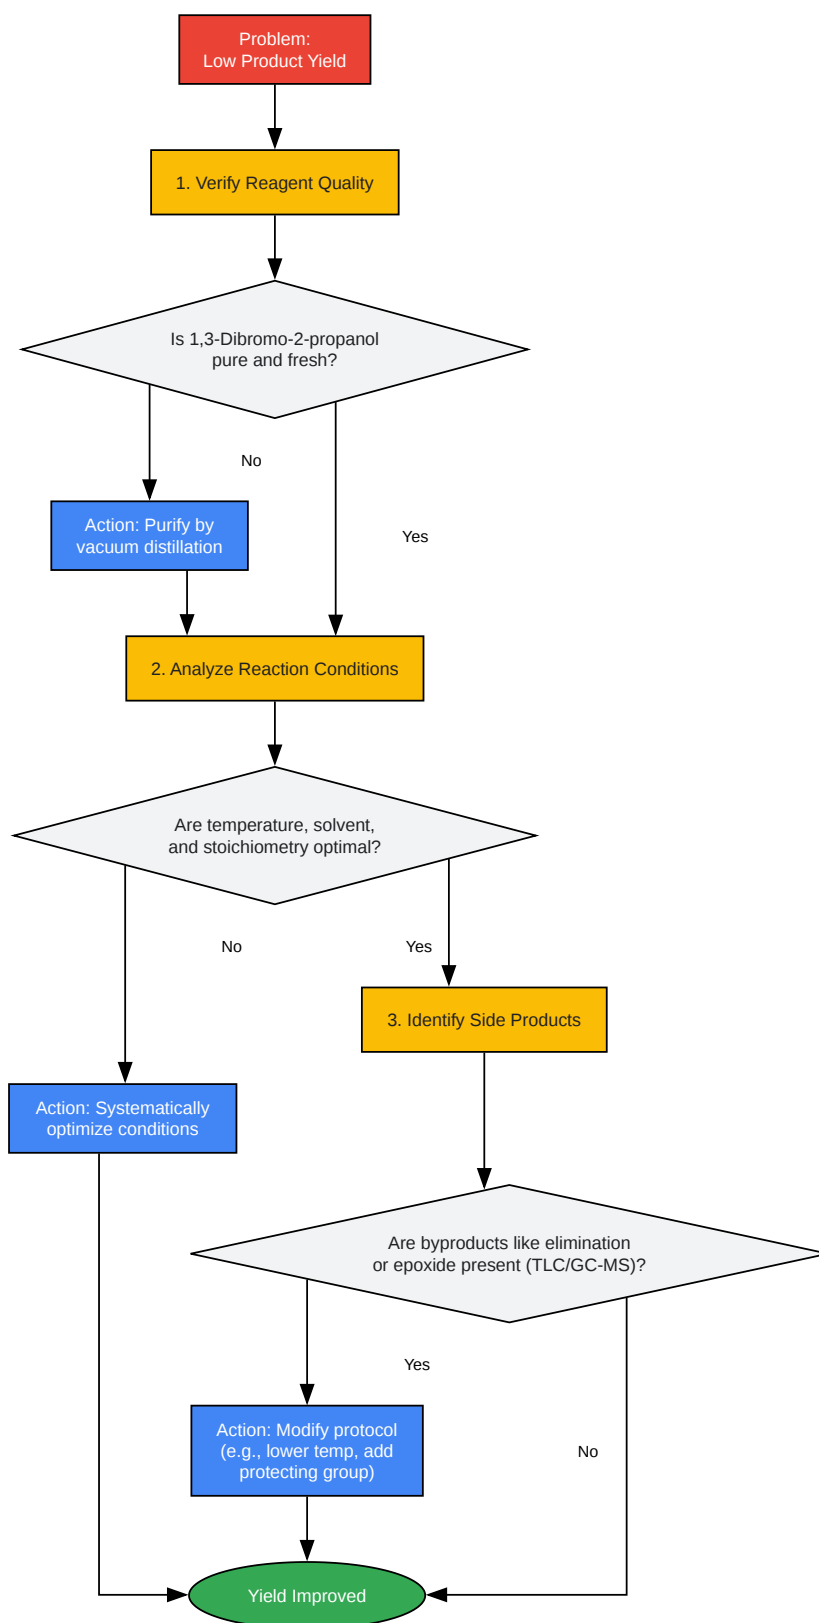 Problem:
Low Product Yield
1. Verify Reagent Quality
Is 1,3-Dibromo-2-propanol
pure and fresh?
No
Action: Purify by
vacuum distillation
Yes
2. Analyze Reaction Conditions
Are temperature, solvent,
and stoichiometry optimal?
No
Yes
3. Identify Side Products
Action: Systematically
optimize conditions
Are byproducts like elimination
or epoxide present (TLC/GC-MS)?
Yes
Action: Modify protocol
(e.g., lower temp, add
protecting group)
No
Yield Improved